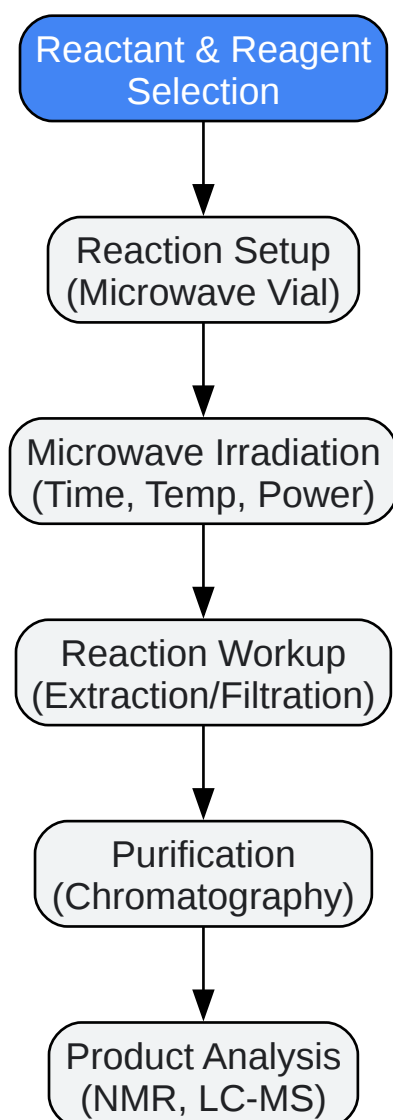 Reactant & Reagent
Selection
Reaction Setup
(Microwave Vial)
Microwave Irradiation
(Time, Temp, Power)
Reaction Workup
(Extraction/Filtration)
Purification
(Chromatography)
Product Analysis
(NMR, LC-MS)